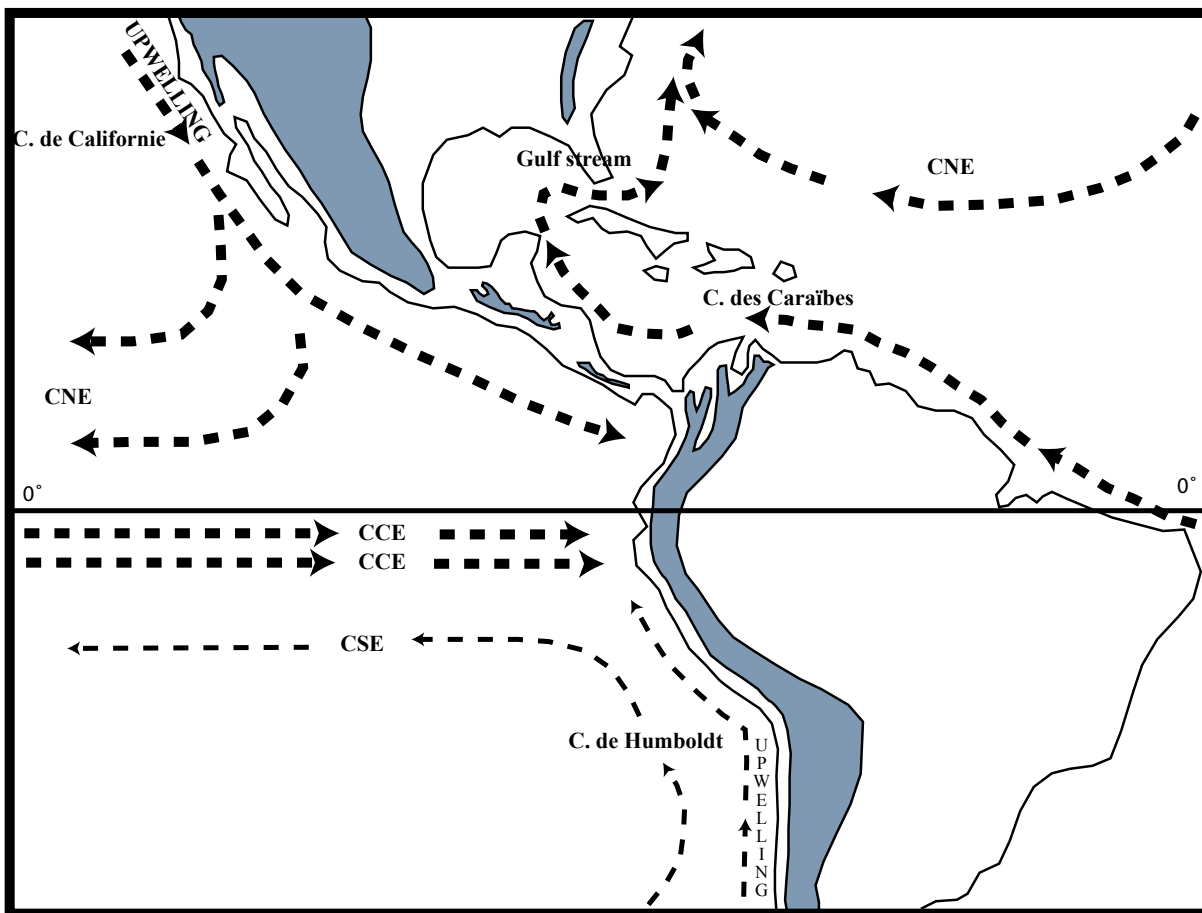 UPWELLING
C. de Californie
Gulf stream
CNE
C. des Caraïbes
CNE
0°
0°
CCE
CCE
CSE
C. de Humboldt
UPWELLING